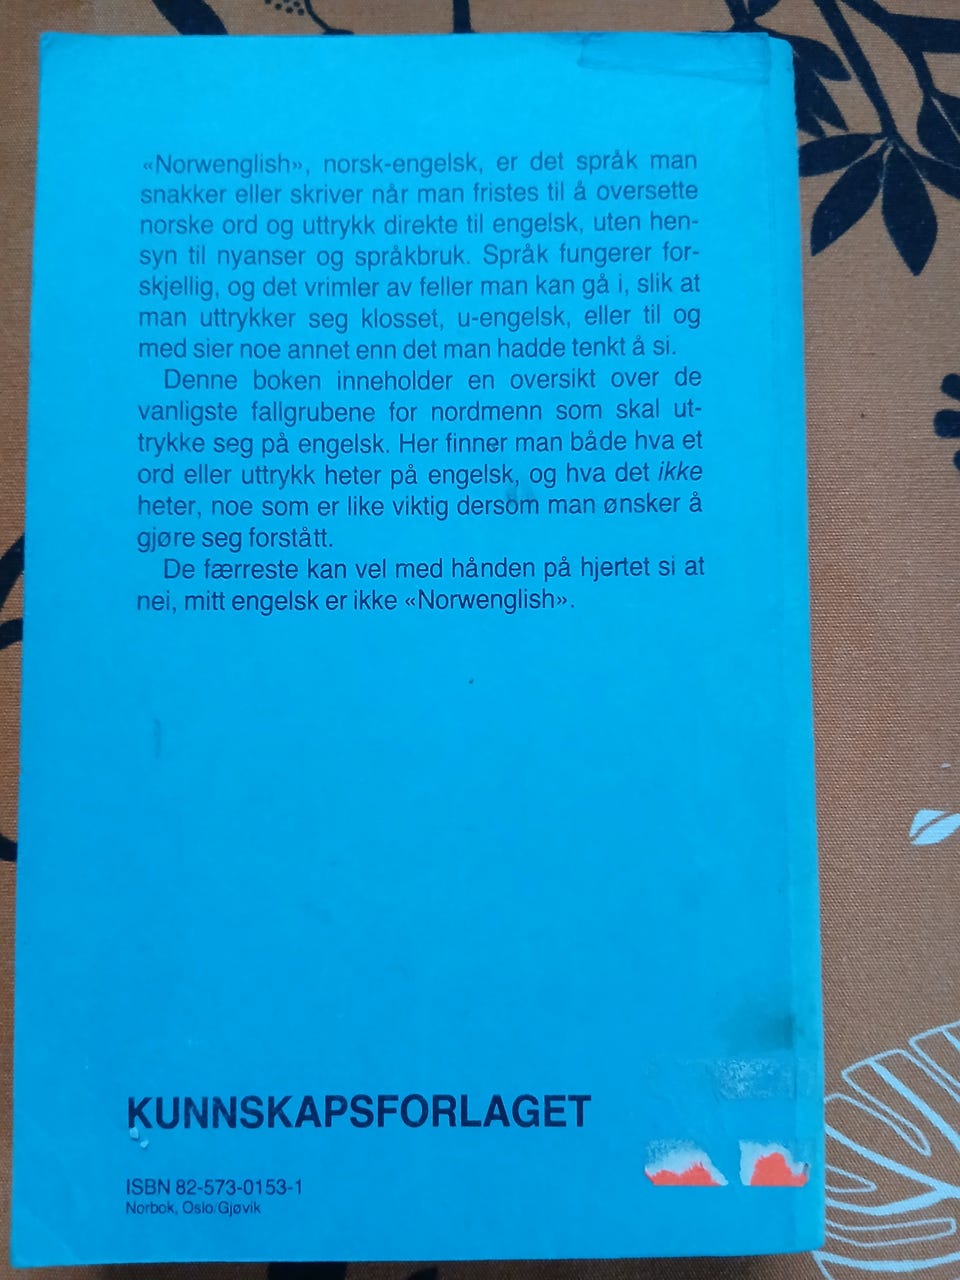 «Norwenglish», norsk-engelsk, er det språk man
snakker eller skriver når man fristes til å oversette
norske ord og uttrykk direkte til engelsk, uten hen-
syn til nyanser og språkbruk. Språk fungerer for-
skjellig, og det vrimler av feller man kan gå i, slik at
man uttrykker seg klosset, u-engelsk, eller til og
med sier noe annet enn det man hadde tenkt å si.
Denne boken inneholder en oversikt over de
vanligste fallgrubene for nordmenn som skal ut-
trykke seg på engelsk. Her finner man både hva et
ord eller uttrykk heter på engelsk, og hva det ikke
heter, noe som er like viktig dersom man ønsker å
gjøre seg forstått.
De færreste kan vel med hånden på hjertet si at
nei, mitt engelsk er ikke «Norwenglish».
KUNNSKAPSFORLAGET
ISBN 82-573-0153-1
Norbok, Oslo/Gjøvik